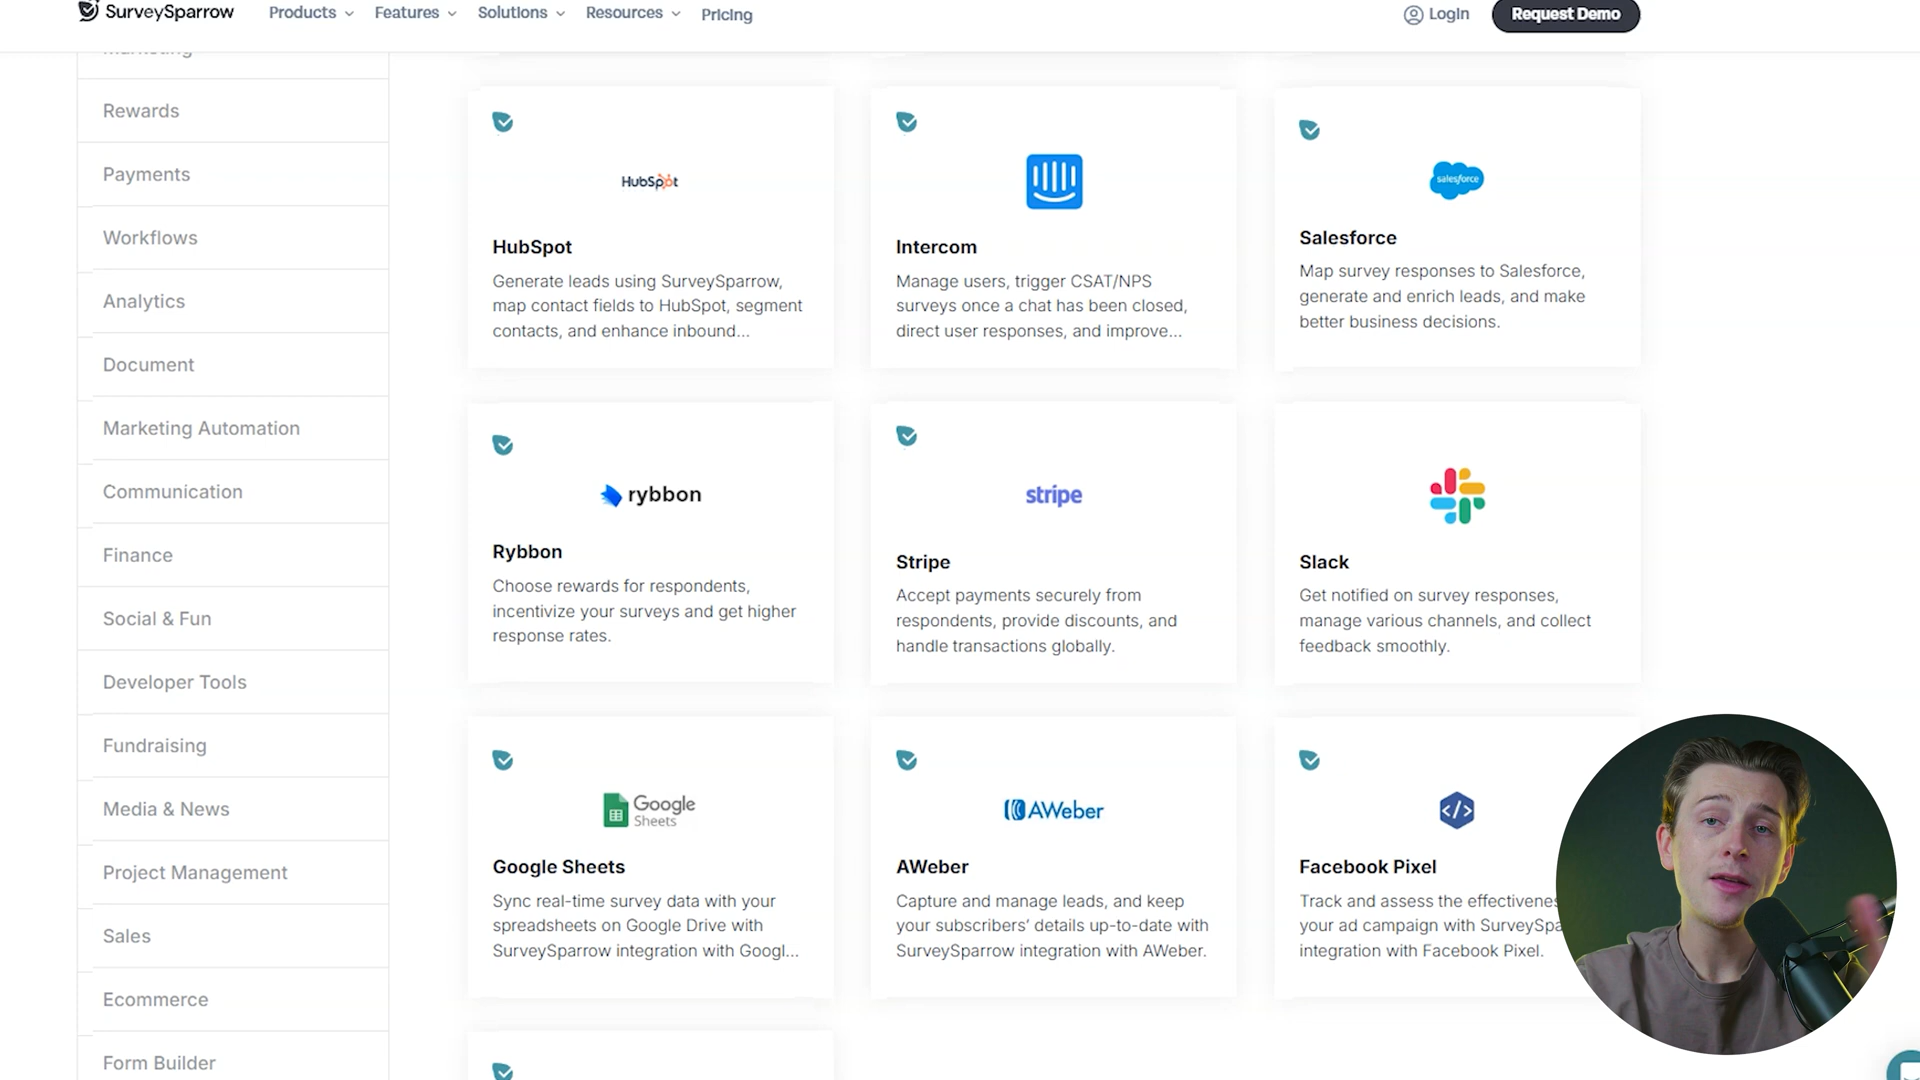 SurveySparrow
Products
Features
Solutions
Resources
Pricing
Login
Request Demo
Marketing
Rewards
Payments
Workflows
Analytics
Document
Marketing Automation
Communication
Finance
Social & Fun
Developer Tools
Fundraising
Media & News
Project Management
Sales
Ecommerce
Form Builder
HubSpot
HubSpot
Generate leads using SurveySparrow,
map contact fields to HubSpot, segment
contacts, and enhance inbound...
Intercom
Manage users, trigger CSAT/NPS
surveys once a chat has been closed,
direct user responses, and improve...
salesforce
Salesforce
Map survey responses to Salesforce,
generate and enrich leads, and make
better business decisions.
rybbon
Rybbon
Choose rewards for respondents,
incentivize your surveys and get higher
response rates.
stripe
Stripe
Accept payments securely from
respondents, provide discounts, and
handle transactions globally.
Slack
Get notified on survey responses,
manage various channels, and collect
feedback smoothly.
Google
Sheets
Google Sheets
Sync real-time survey data with your
spreadsheets on Google Drive with
SurveySparrow integration with Googl...
AWeber
AWeber
Capture and manage leads, and keep
your subscribers’ details up-to-date with
SurveySparrow integration with AWeber.
</>
Facebook Pixel
Track and assess the effectivenes
your ad campaign with SurveySpa
integration with Facebook Pixel.